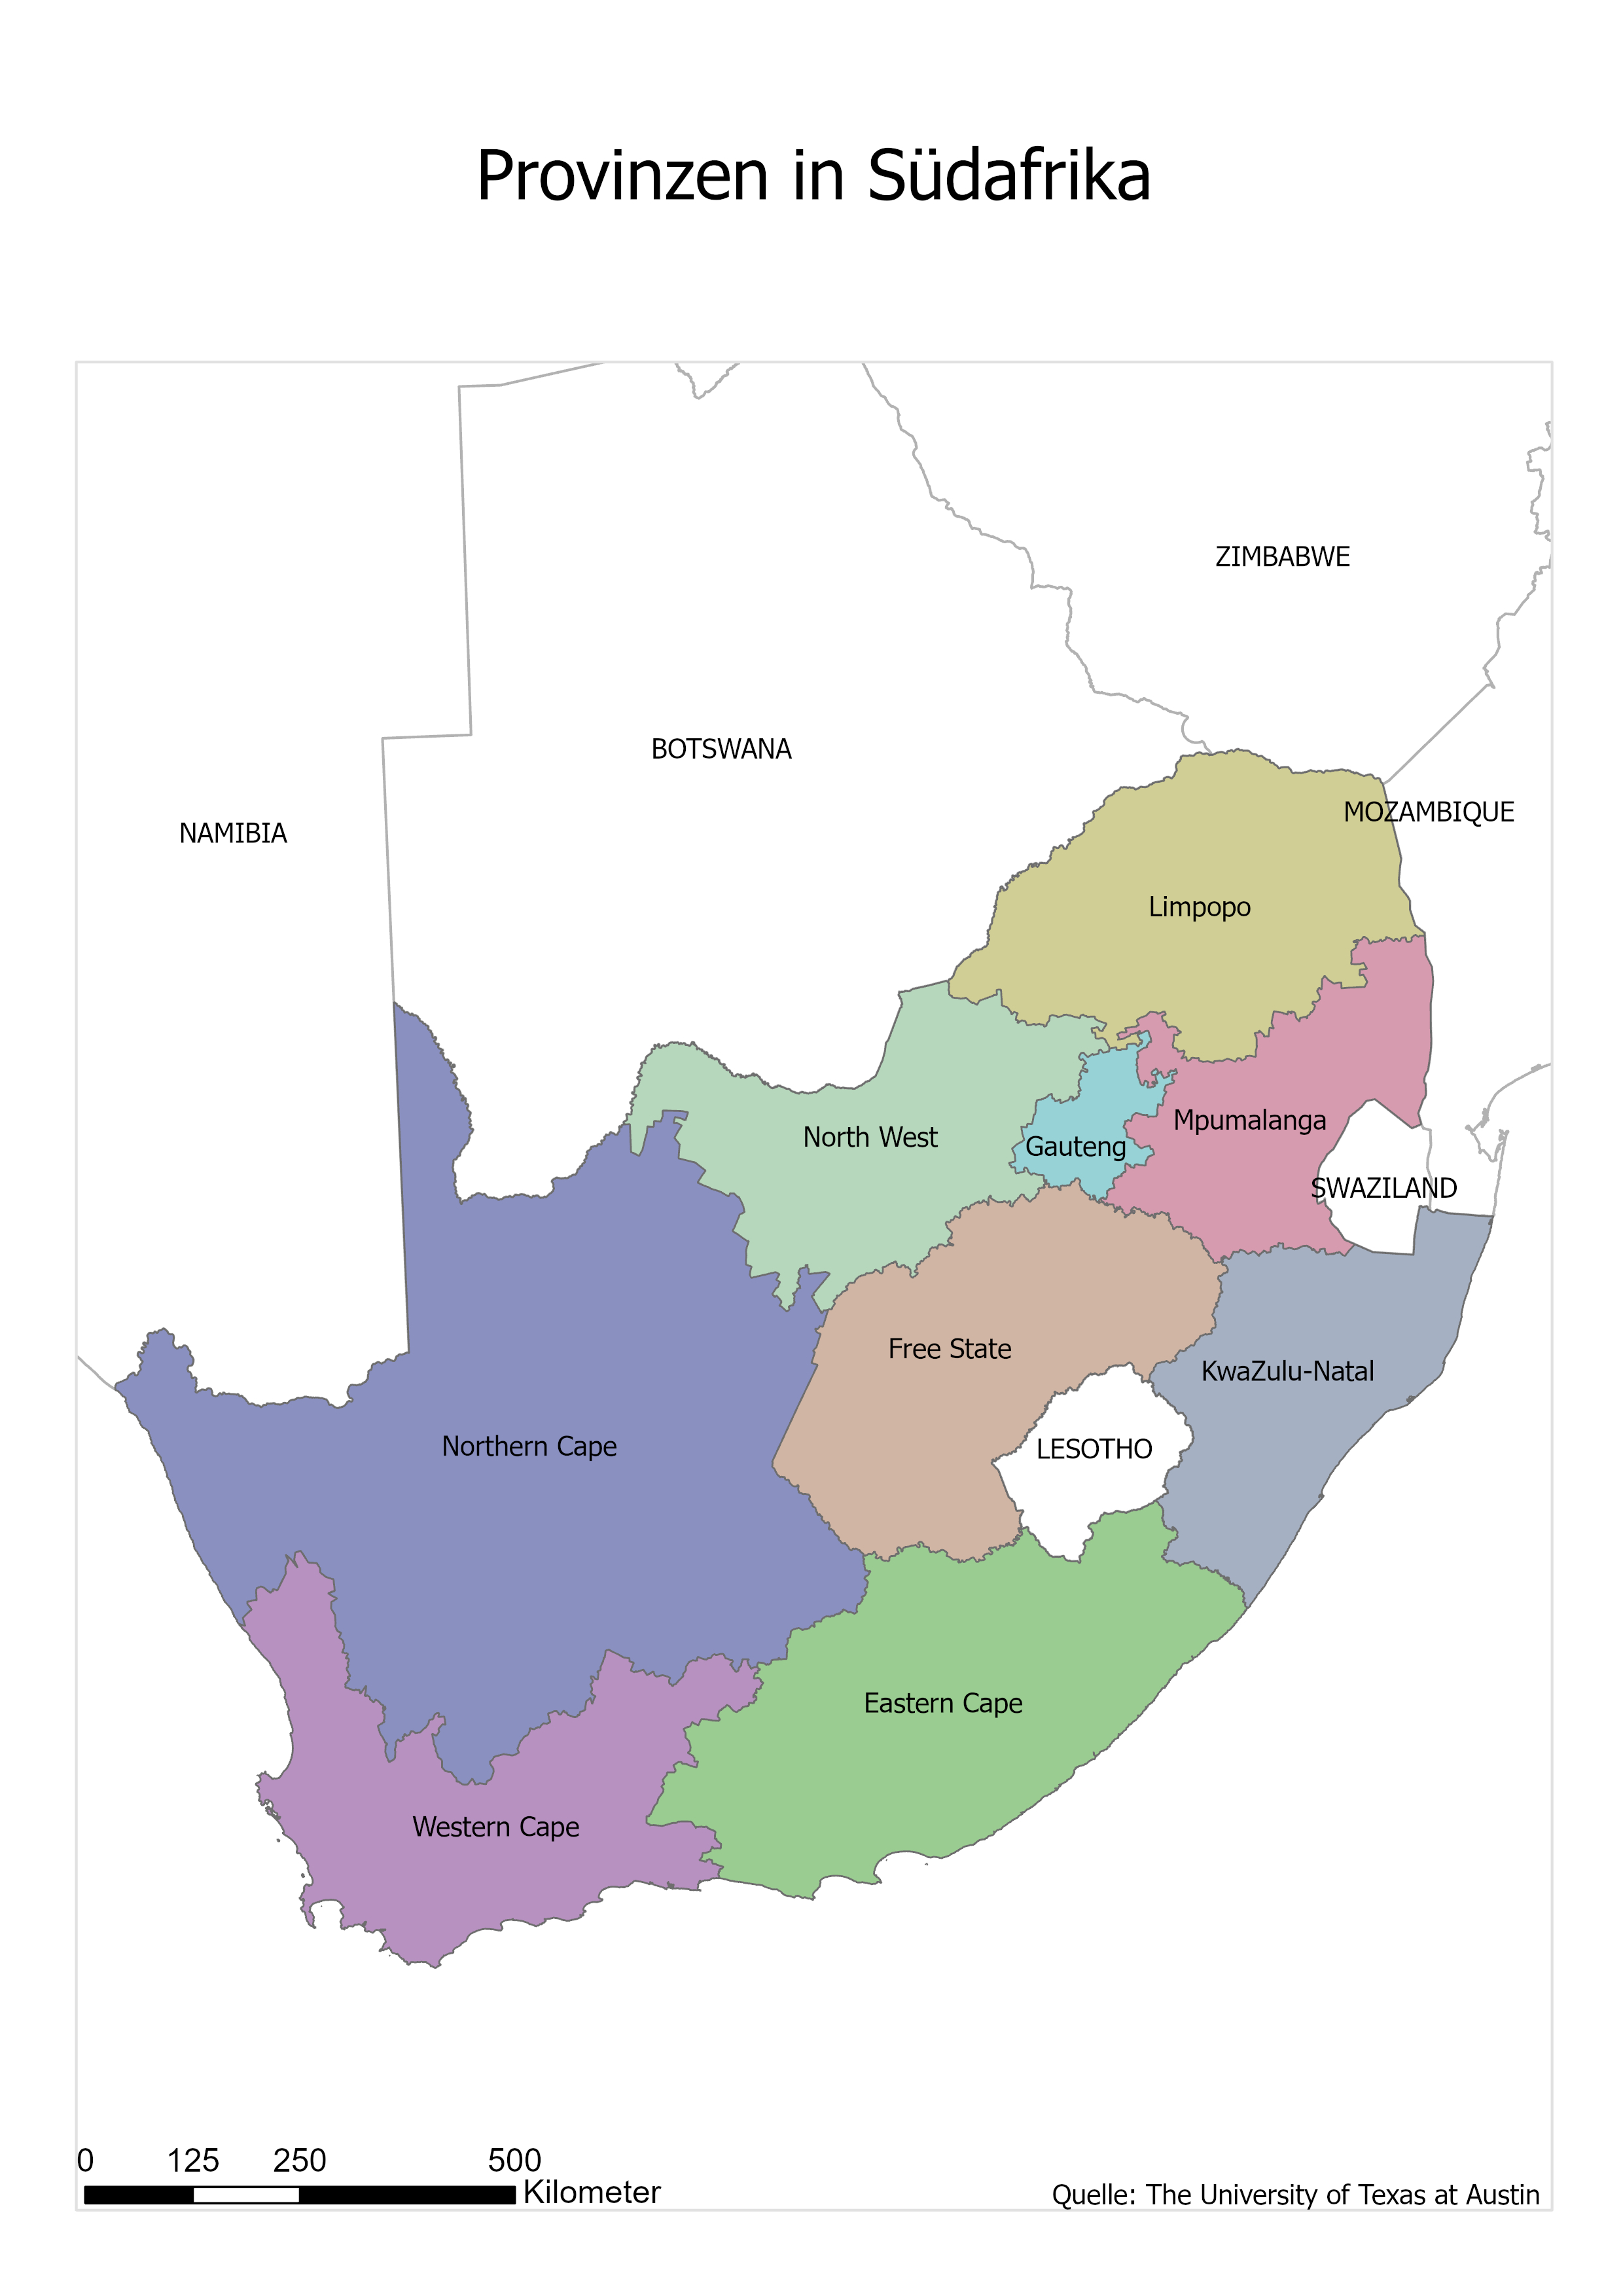 Provinzen in Südafrika
ZIMBABWE
BOTSWANA
MOZAMBIQUE
NAMIBIA
Limpopo
Mpumalanga
North West
Gauteng
SWAZILAND
Free State
KwaZulu-Natal
Northern Cape
LESOTHO
Eastern Cape
Western Cape
0 125 250 500
Kilometer
Quelle: The University of Texas at Austin